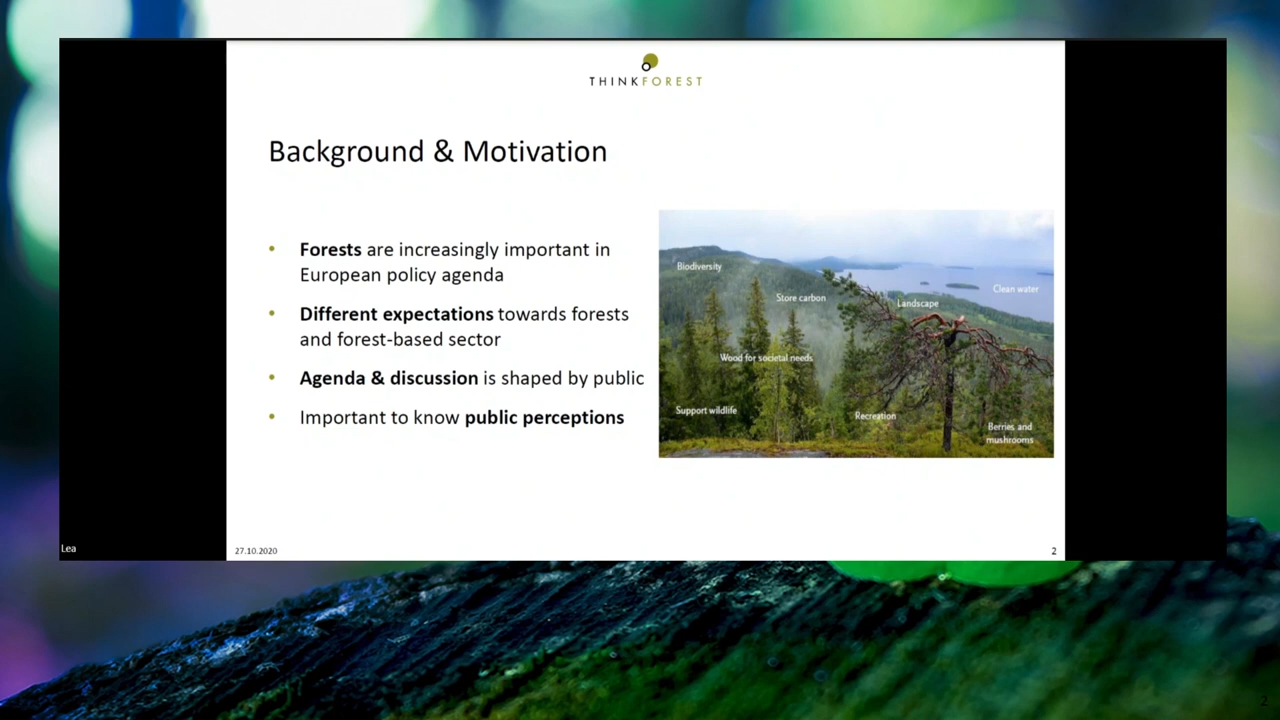 THINKFOREST
Background & Motivation
• Forests are increasingly important in
European policy agenda
• Different expectations towards forests
and forest-based sector
• Agenda & discussion is shaped by public
• Important to know public perceptions
Biodiversity
Store carbon
Landscape
Clean water
Wood for societal needs
Support wildlife
Recreation
Berries and
mushrooms
Lea
27.10.2020
2
2